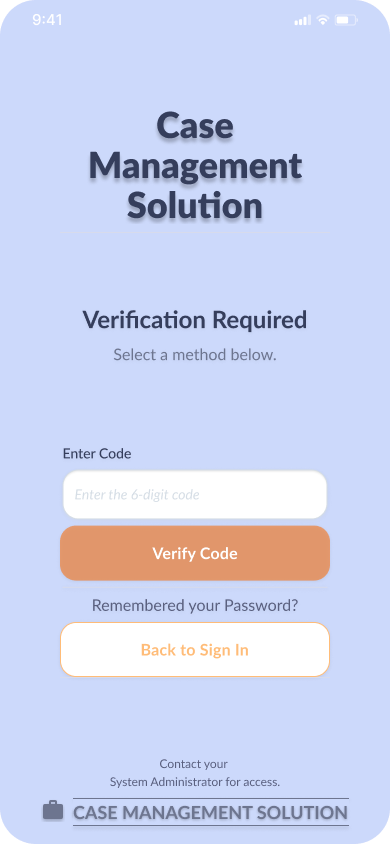 9:41
Case
Management
Solution
Verification Required
Select a method below.
Enter Code
Enter the 6-digit code
Verify Code
Remembered your Password?
Back to Sign In
Contact your
System Administrator for access.
CASE MANAGEMENT SOLUTION